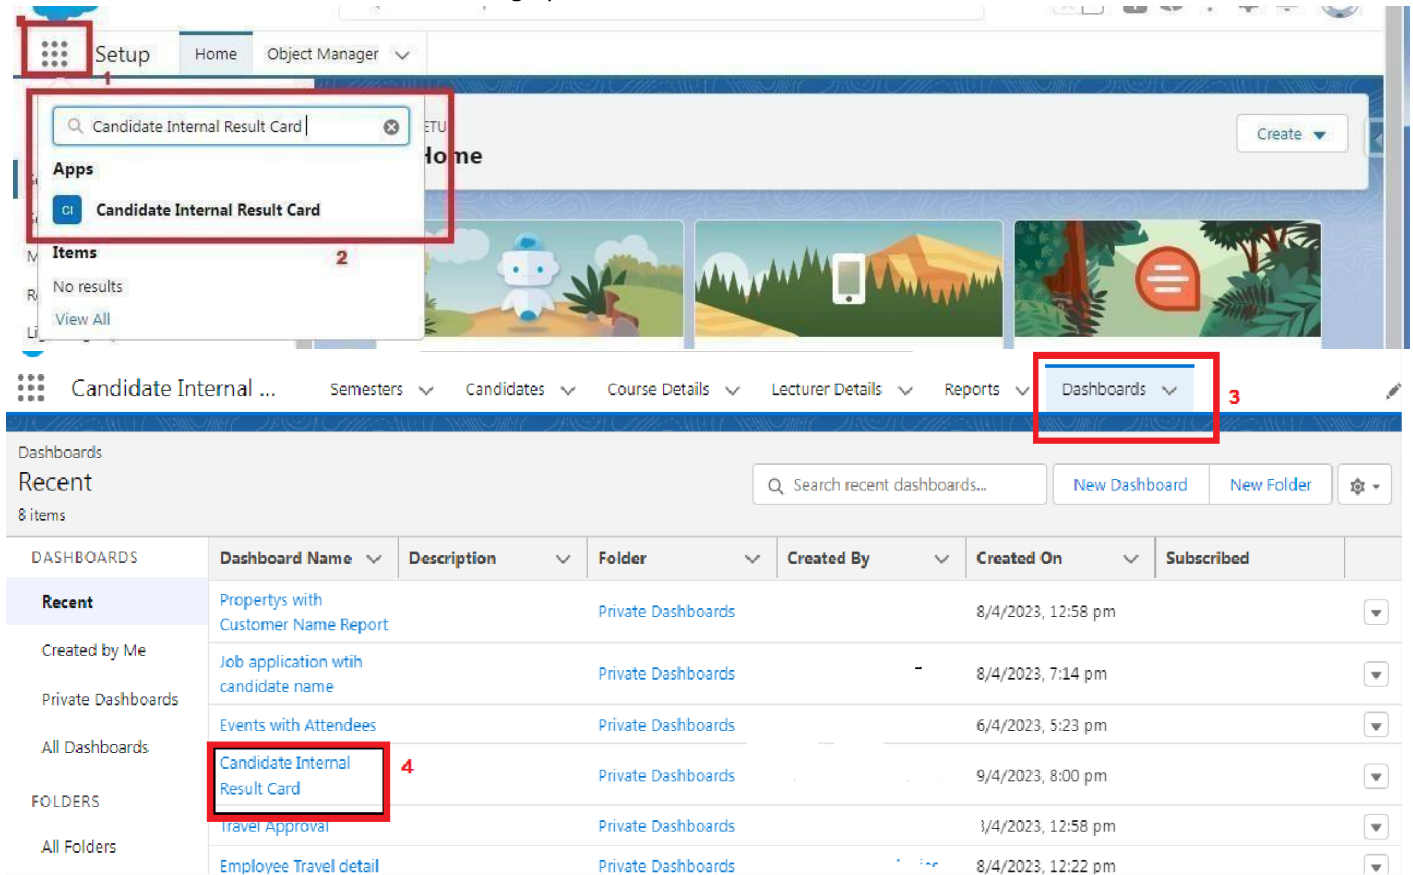 Setup Home Object Manager
1
Candidate Internal Result Card
ETU
Home
Create
Apps
CI Candidate Internal Result Card
Items
2
No results
View All
Candidate Internal ... Semesters Candidates Course Details Lecturer Details Reports Dashboards
3
Dashboards
Recent
8 items
Search recent dashboards...
New Dashboard New Folder
DASHBOARDS Dashboard Name Description Folder Created By Created On Subscribed
Recent
Propertys with
Customer Name Report
Private Dashboards
8/4/2023, 12:58 pm
Created by Me
Job application wtih
candidate name
Private Dashboards
8/4/2023, 7:14 pm
Private Dashboards
Events with Attendees Private Dashboards 6/4/2023, 5:23 pm
All Dashboards
Candidate Internal
Result Card
4
Private Dashboards
9/4/2023, 8:00 pm
FOLDERS
Travel Approval Private Dashboards /4/2023, 12:58 pm
All Folders
Employee Travel detail Private Dashboards 8/4/2023, 12:22 pm